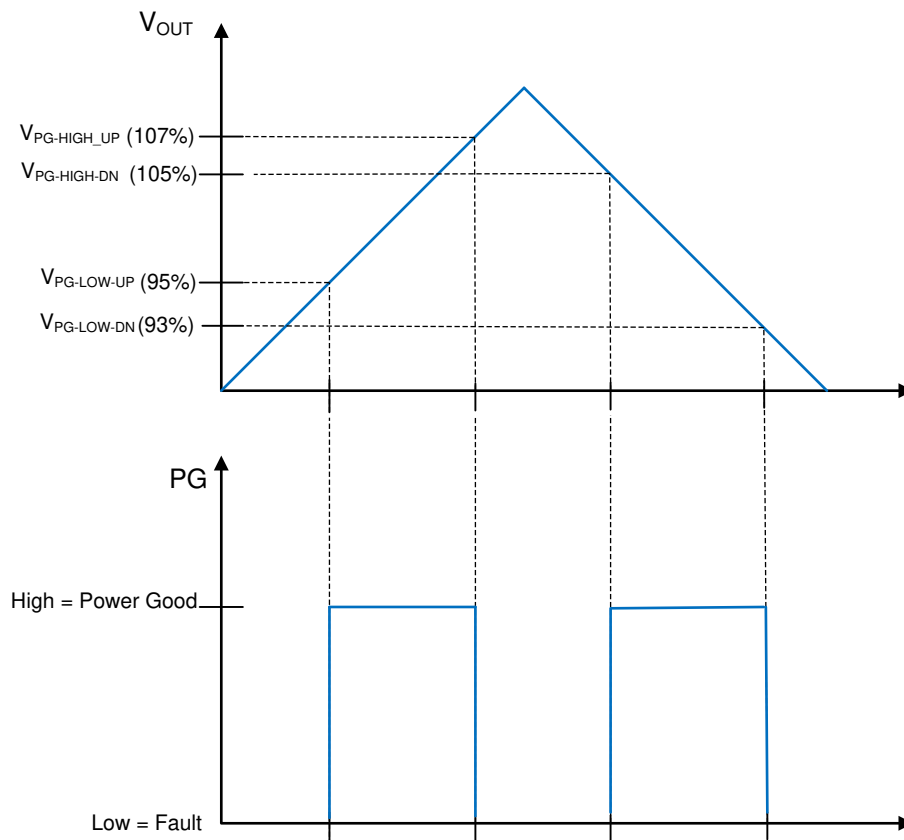 VOUT
VPG-HIGH_UP (107%)
VPG-HIGH-DN (105%)
VPG-LOW-UP (95%)
VPG-LOW-DN (93%)
PG
High = Power Good
Low = Fault